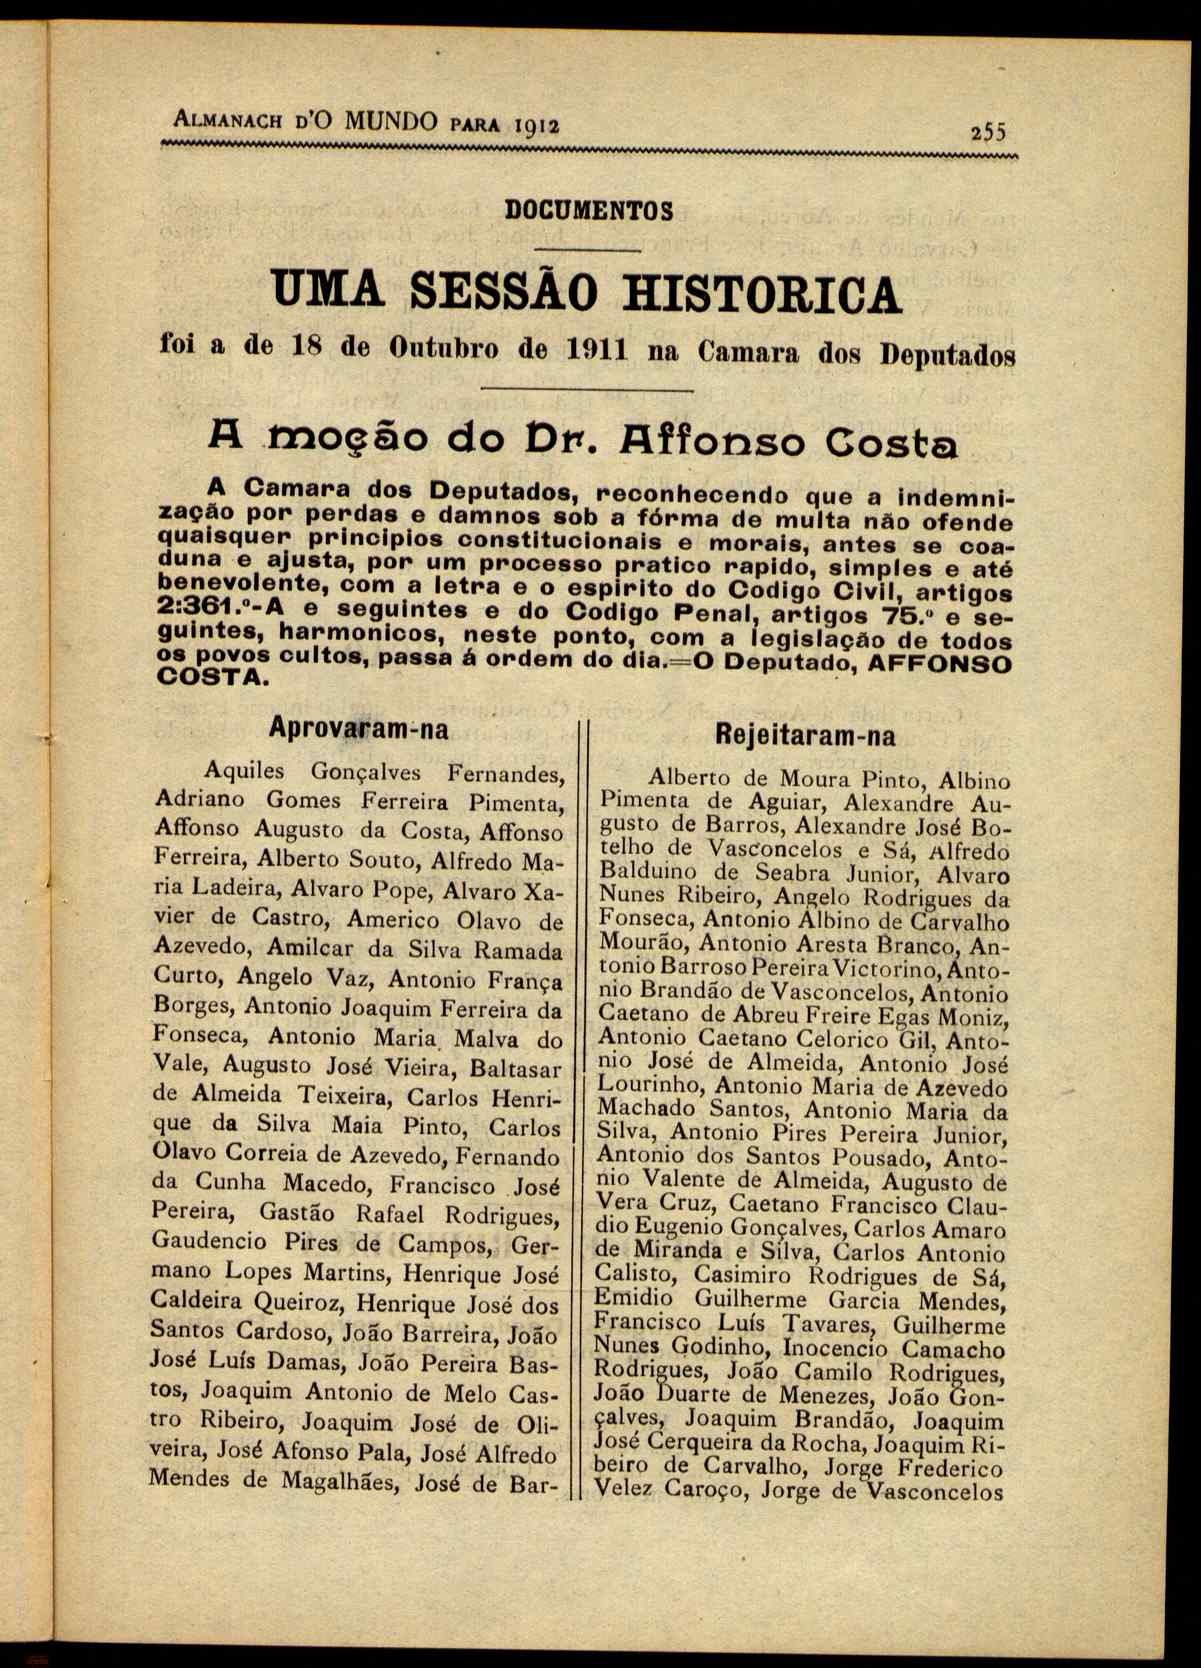 ALMANACH D'O MUNDO PARA 1912
255
DOCUMENTOS
UMA SESSÃO HISTORICA
foi a de 18 de Outubro de 1911 na Camara dos Deputados
A moção do Dr. Affonso Costa
A Camara dos Deputados, reconhecendo que a indemni-
zação por perdas e damnos sob a fórma de multa não ofende
quaisquer principios constitucionais e morais, antes se coa-
duna e ajusta, por um processo pratico rapido, simples e até
benevolente, com a letra e o espirito do Codigo Civil, artigos
2:361.º-A e seguintes e do Codigo Penal, artigos 75.º e se-
guintes, harmonicos, neste ponto, com a legislação de todos
os povos cultos, passa á ordem do dia.=O Deputado, AFFONSO
COSTA.
Aprovaram-na
Aquiles Gonçalves Fernandes,
Adriano Gomes Ferreira Pimenta,
Affonso Augusto da Costa, Affonso
Ferreira, Alberto Souto, Alfredo Ma-
ria Ladeira, Alvaro Pope, Alvaro Xa-
vier de Castro, Americo Olavo de
Azevedo, Amilcar da Silva Ramada
Curto, Angelo Vaz, Antonio França
Borges, Antonio Joaquim Ferreira da
Fonseca, Antonio Maria Malva do
Vale, Augusto José Vieira, Baltasar
de Almeida Teixeira, Carlos Henri-
que da Silva Maia Pinto, Carlos
Olavo Correia de Azevedo, Fernando
da Cunha Macedo, Francisco José
Pereira, Gastão Rafael Rodrigues,
Gaudencio Pires de Campos, Ger-
mano Lopes Martins, Henrique José
Caldeira Queiroz, Henrique José dos
Santos Cardoso, João Barreira, João
José Luís Damas, João Pereira Bas-
tos, Joaquim Antonio de Melo Cas-
tro Ribeiro, Joaquim José de Oli-
veira, José Afonso Pala, José Alfredo
Mendes de Magalhães, José de Bar-
Rejeitaram-na
Alberto de Moura Pinto, Albino
Pimenta de Aguiar, Alexandre Au-
gusto de Barros, Alexandre José Bo-
telho de Vasconcelos e Sá, Alfredo
Balduino de Seabra Junior, Alvaro
Nunes Ribeiro, Angelo Rodrigues da
Fonseca, Antonio Albino de Carvalho
Mourão, Antonio Aresta Branco, An-
tonio Barroso Pereira Victorino, Anto-
nio Brandão de Vasconcelos, Antonio
Caetano de Abreu Freire Egas Moniz,
Antonio Caetano Celorico Gil, Anto-
nio José de Almeida, Antonio José
Lourinho, Antonio Maria de Azevedo
Machado Santos, Antonio Maria da
Silva, Antonio Pires Pereira Junior,
Antonio dos Santos Pousado, Anto-
nio Valente de Almeida, Augusto de
Vera Cruz, Caetano Francisco Clau-
dio Eugenio Gonçalves, Carlos Amaro
de Miranda e Silva, Carlos Antonio
Calisto, Casimiro Rodrigues de Sá,
Emidio Guilherme Garcia Mendes,
Francisco Luís Tavares, Guilherme
Nunes Godinho, Inocencio Camacho
Rodrigues, João Camilo Rodrigues,
João Duarte de Menezes, João Gon-
çalves, Joaquim Brandão, Joaquim
José Cerqueira da Rocha, Joaquim Ri-
beiro de Carvalho, Jorge Frederico
Velez Caroço, Jorge de Vasconcelos